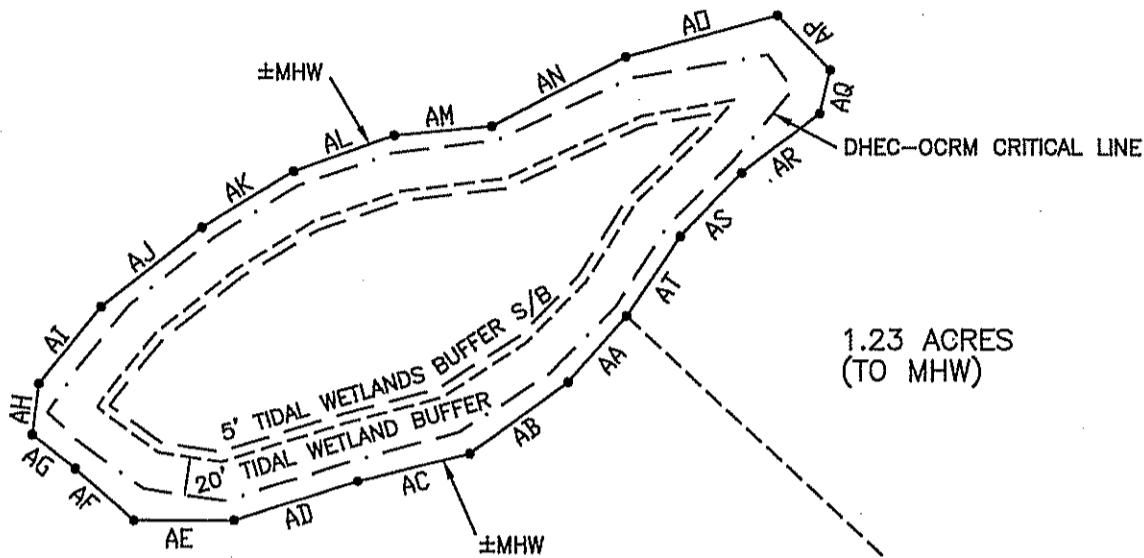 AO
AP
±MHW
AN
AQ
AM
AL
DHEC-OCRM CRITICAL LINE
AK
AR
AJ
AS
AT
AI
5' TIDAL WETLANDS BUFFER S/B
1.23 ACRES
(TO MHW)
AA
AH
20' TIDAL WETLAND BUFFER
AB
AG
AF
AC
AD
AE
±MHW